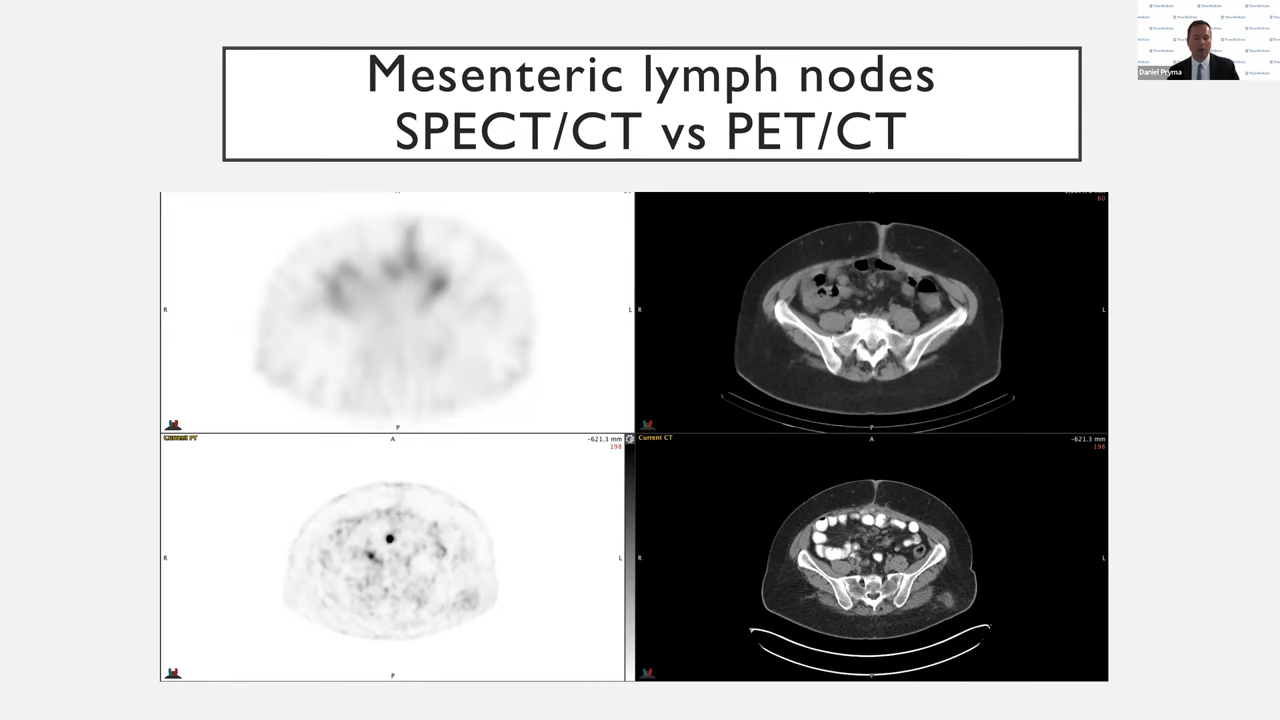 Mesenteric lymph nodes
SPECT/CT vs PET/CT
Daniel Pryma
60
R
L
R
L
P
P
Current PT
A
-621.3 mm
198
Current CT
A
-621.3 mm
198
R
L
R
L
P
P